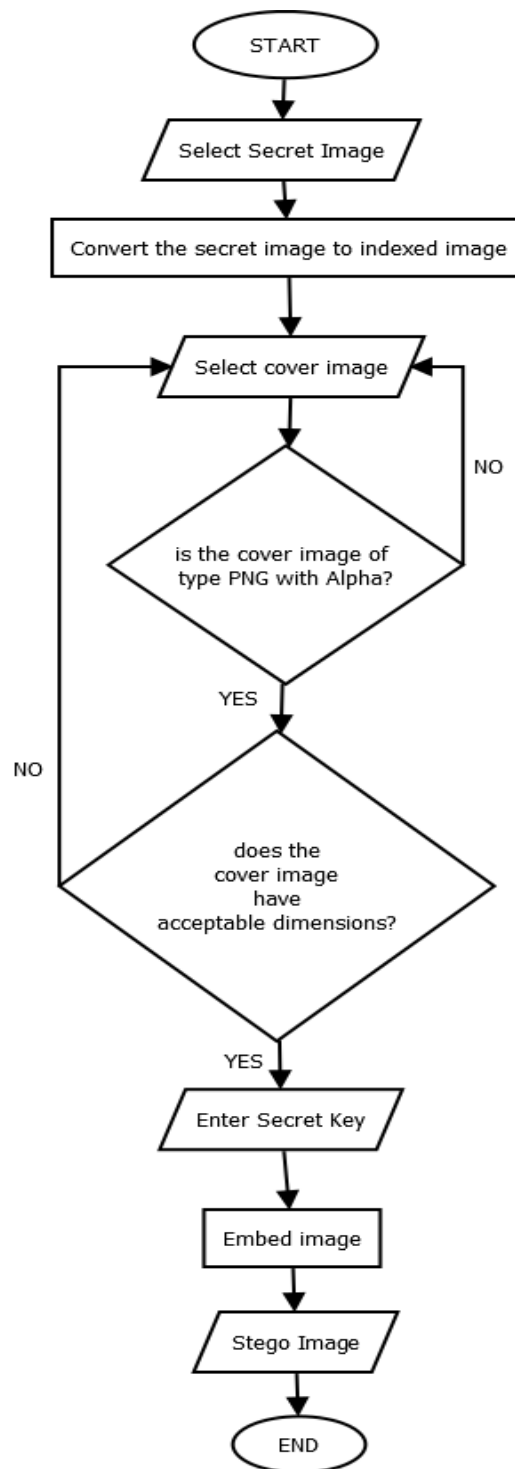 START
Select Secret Image
Convert the secret image to indexed image
Select cover image
NO
is the cover image of
type PNG with Alpha?
YES
NO
does the
cover image
have
acceptable dimensions?
YES
Enter Secret Key
Embed image
Stego Image
END